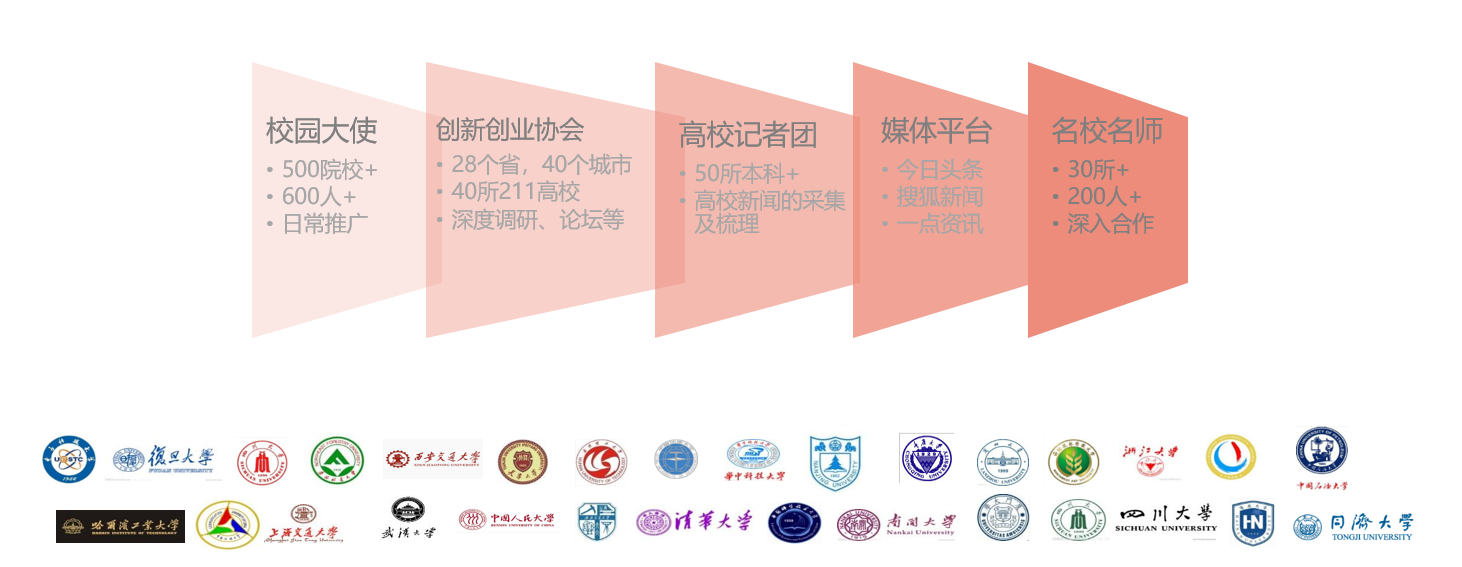 校园大使
• 500院校+
• 600人+
• 日常推广
创新创业协会
• 28个省，40个城市
• 40所211高校
• 深度调研、论坛等
高校记者团
• 50所本科+
• 高校新闻的采集
及梳理
媒体平台
• 今日头条
• 搜狐新闻
• 一点资讯
名校名师
• 30所+
• 200人+
• 深入合作
復旦大學
FUDAN UNIVERSITY
西安交通大学
XI'AN JIAOTONG UNIVERSITY
華中科技大學
浙江大學
中国石油大学
哈爾濱工業大學
HARBIN INSTITUTE OF TECHNOLOGY
上海交通大學
Shanghai Jiao Tong University
武漢大学
中國人民大學
RENMIN UNIVERSITY OF CHINA
清華大学
南開大學
Nankai University
四川大學
SICHUAN UNIVERSITY
HN
同濟大學
TONGJI UNIVERSITY